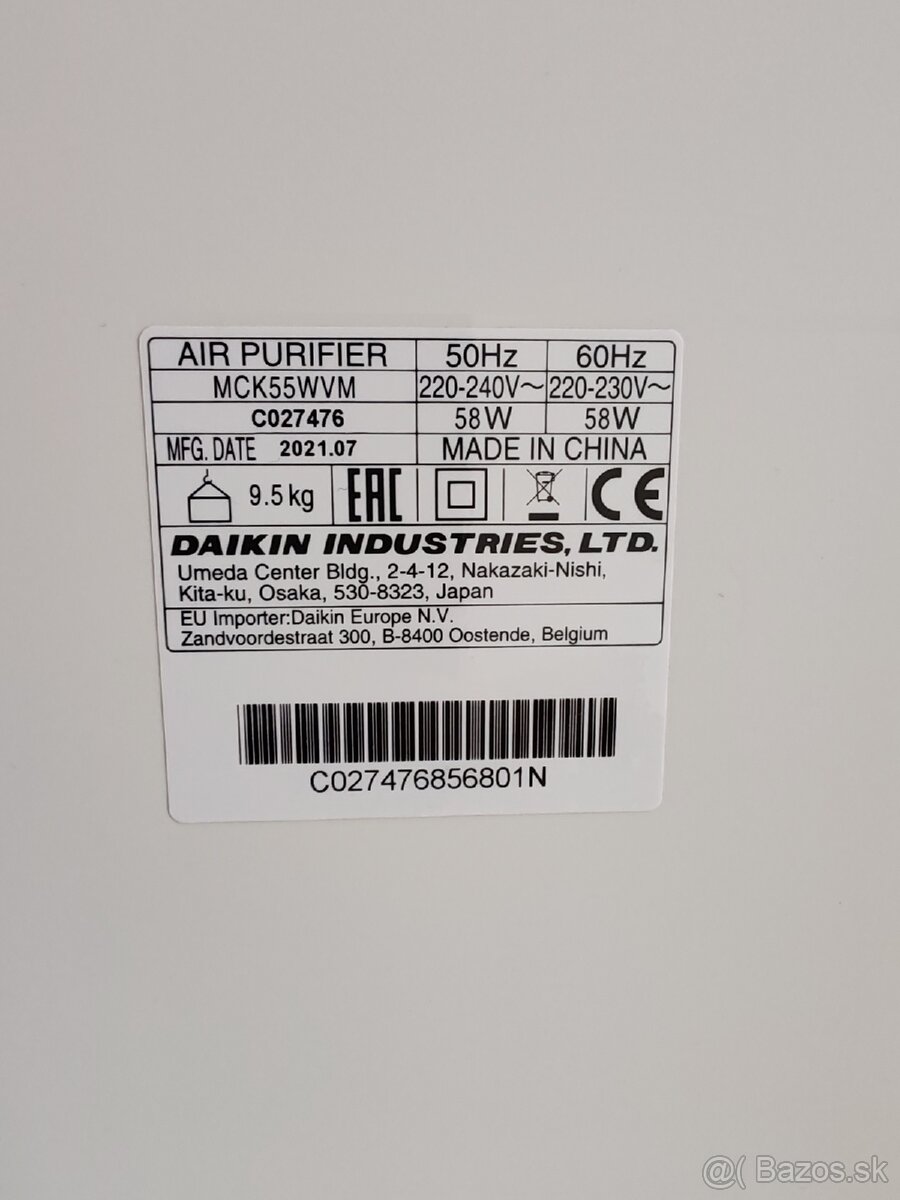 AIR PURIFIER 50Hz 60Hz
MCK55WVM 220-240V~ 220-230V~
C027476 58W 58W
MFG. DATE 2021.07 MADE IN CHINA
9.5kg EAC CE
DAIKIN INDUSTRIES, LTD.
Umeda Center Bldg., 2-4-12, Nakazaki-Nishi,
Kita-ku, Osaka, 530-8323, Japan
EU Importer:Daikin Europe N.V.
Zandvoordestraat 300, B-8400 Oostende, Belgium
C027476856801N
@( Bazos.sk